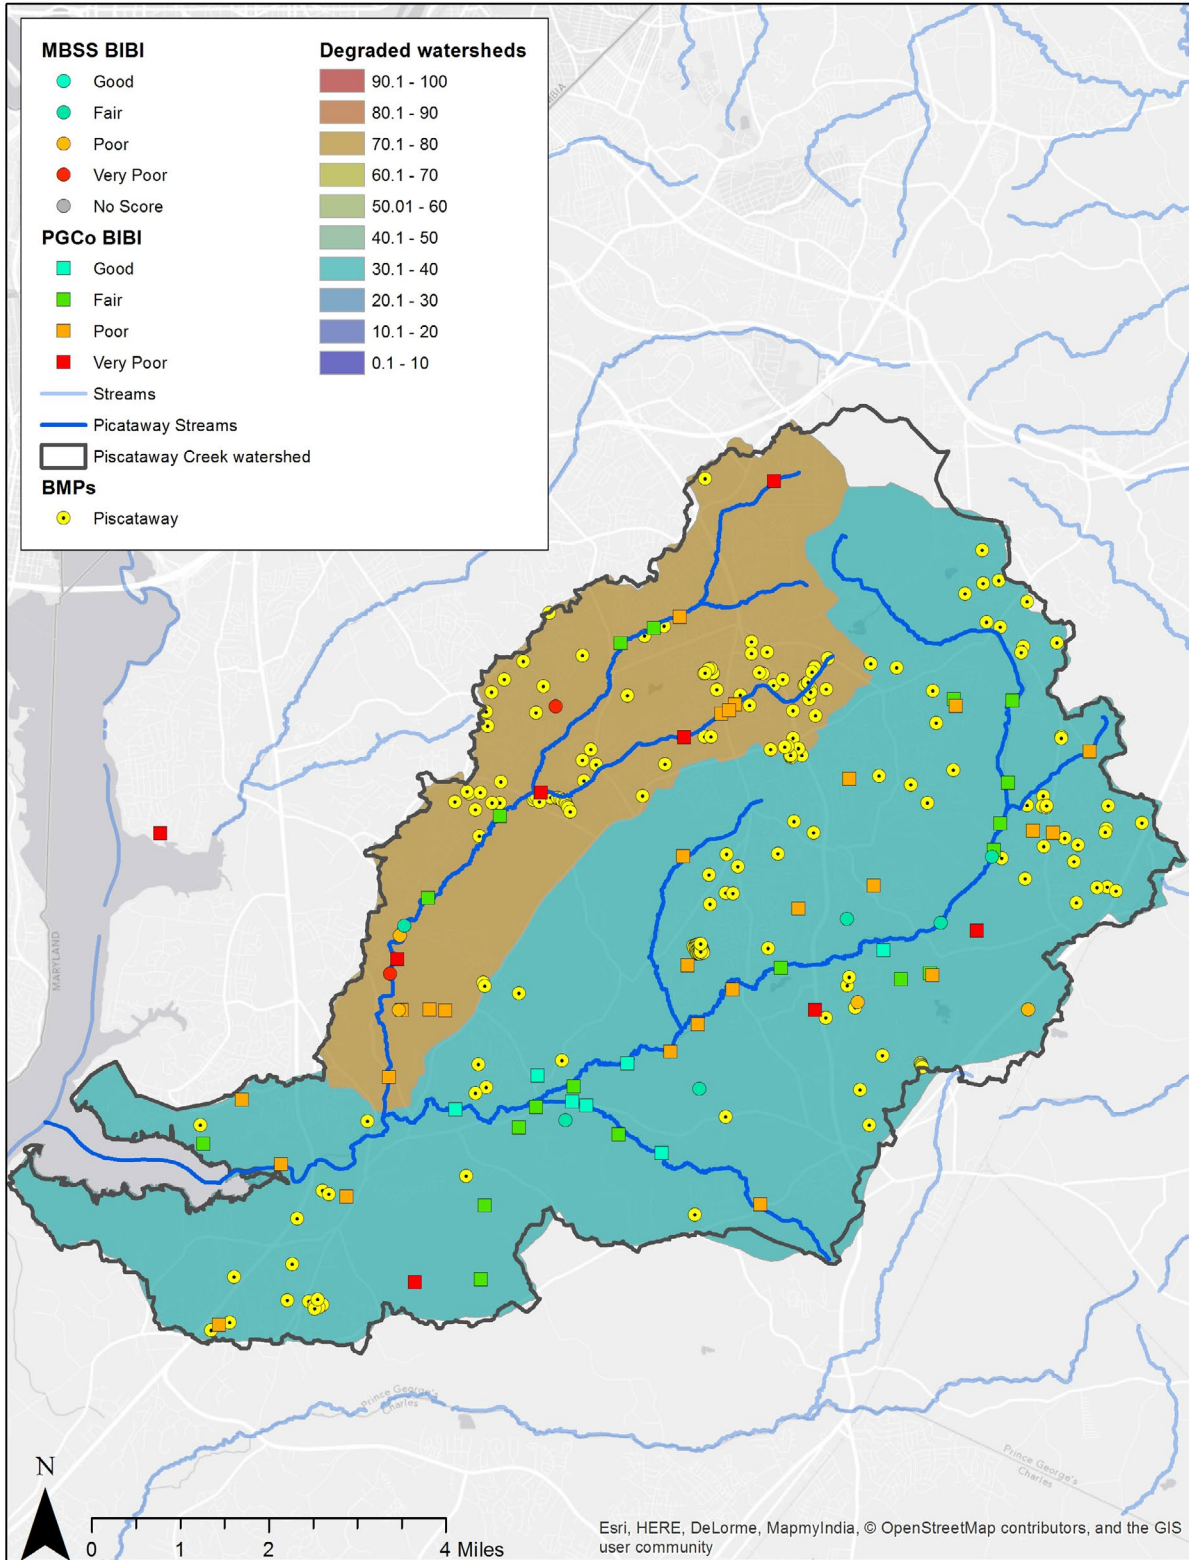 MBSS BIBI
Good
Fair
Poor
Very Poor
No Score
PGCo BIBI
Good
Fair
Poor
Very Poor
Streams
Picataway Streams
Piscataway Creek watershed
BMPs
Piscataway
Degraded watersheds
90.1 - 100
80.1 - 90
70.1 - 80
60.1 - 70
50.01 - 60
40.1 - 50
30.1 - 40
20.1 - 30
10.1 - 20
0.1 - 10
MARYLAND
Prince George's
Charles
Prince George's
Charles
N
0 1 2 4 Miles
Esri, HERE, DeLorme, MapmyIndia, © OpenStreetMap contributors, and the GIS
user community